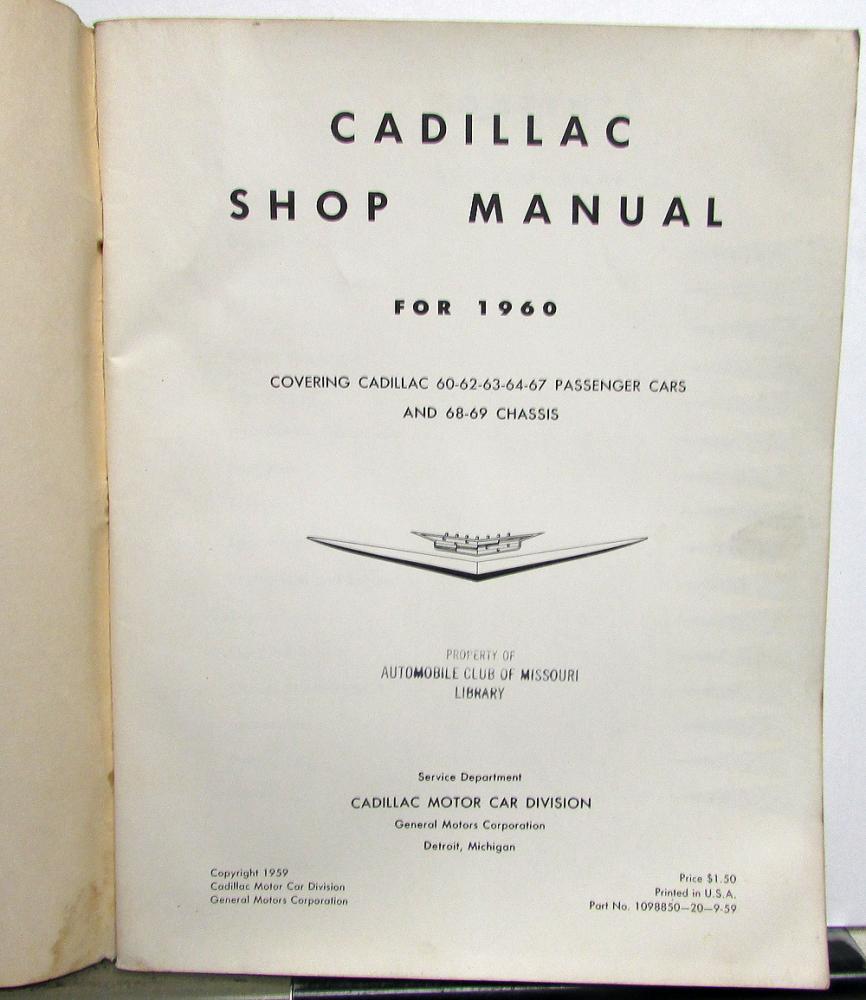 CADILLAC
SHOP MANUAL
FOR 1960
COVERING CADILLAC 60-62-63-64-67 PASSENGER CARS
AND 68-69 CHASSIS
PROPERTY OF
AUTOMOBILE CLUB OF MISSOURI
LIBRARY
Service Department
CADILLAC MOTOR CAR DIVISION
General Motors Corporation
Detroit, Michigan
Copyright 1959
Cadillac Motor Car Division
General Motors Corporation
Price $1.50
Printed in U.S.A.
Part No. 1098850—20—9-59